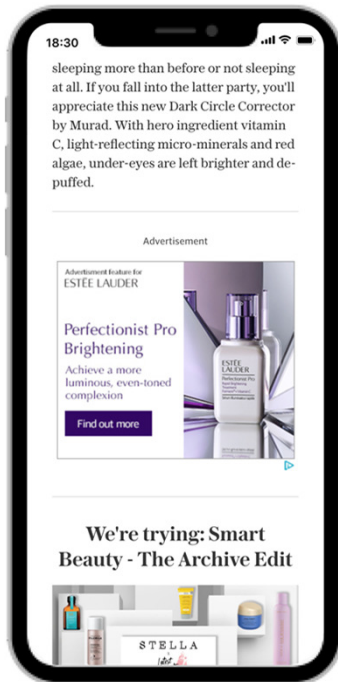 18:30
sleeping more than before or not sleeping
at all. If you fall into the latter party, you'll
appreciate this new Dark Circle Corrector
by Murad. With hero ingredient vitamin
C, light-reflecting micro-minerals and red
algae, under-eyes are left brighter and de-
puffed.
Advertisement
Advertisment feature for
ESTĒE LAUDER
Perfectionist Pro
Brightening
Achieve a more
luminous, even-toned
complexion
Find out more
ESTĒE
LAUDER
Perfectionist Pro
We're trying: Smart
Beauty - The Archive Edit
STELLA